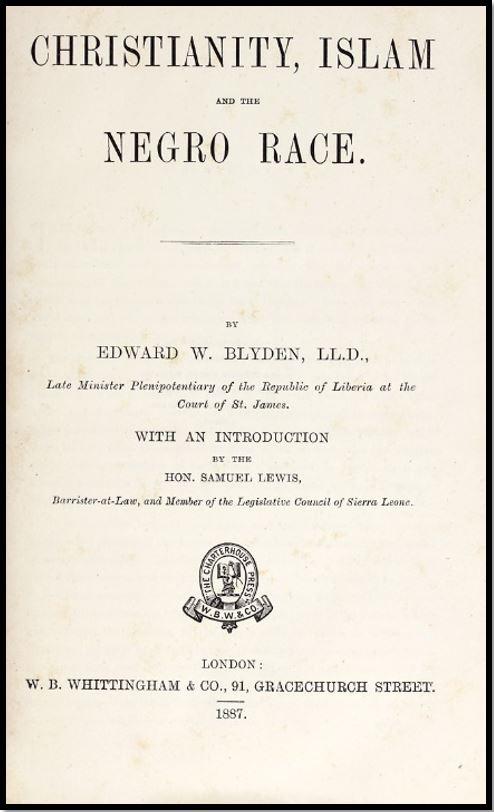 CHRISTIANITY, ISLAM
AND THE
NEGRO RACE.
BY
EDWARD W. BLYDEN, LL.D.,
Late Minister Plenipotentiary of the Republic of Liberia at the
Court of St. James.
WITH AN INTRODUCTION
BY THE
HON. SAMUEL LEWIS,
Barrister-at-Law, and Member of the Legislative Council of Sierra Leone.
THE CHARTERHOUSE PRESS
W.B.W. & CO.
LONDON:
W. B. WHITTINGHAM & CO., 91, GRACECHURCH STREET.
1887.